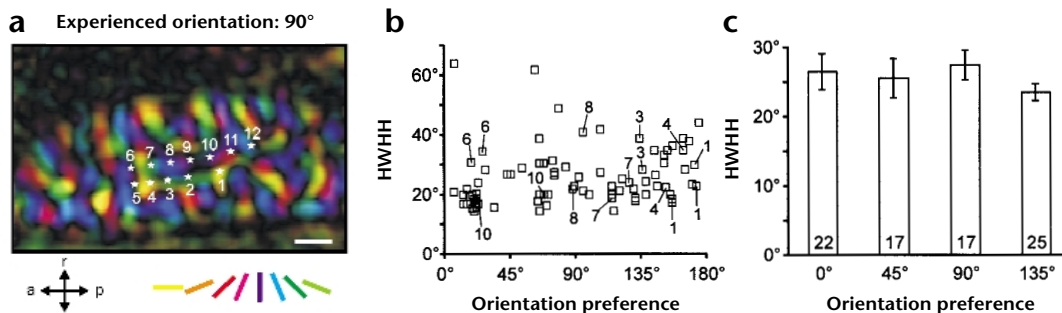 a Experienced orientation: 90°
6 7 8 9 10 11 12
5 4 3 2 1
r
a p
b
HWHH
60°
40°
20°
0°
6 6 8 3 4 1
10 3 7
10 8 7 4 1 1
0° 45° 90° 135° 180°
Orientation preference
c
HWHH
30°
20°
10°
0°
22 17 17 25
0° 45° 90° 135°
Orientation preference